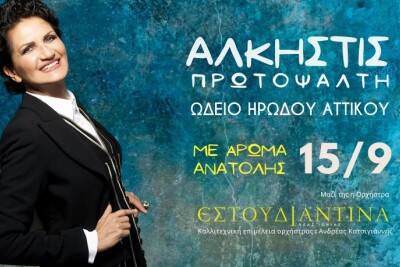 ΑΛΚΗΣΤΙΣ
ΠΡΩΤΟΨΑΛΤΗ
ΩΔΕΙΟ ΗΡΩΔΟΥ ΑΤΤΙΚΟΥ
ΜΕ ΑΡΩΜΑ
ΑΝΑΤΟΛΗΣ
15/9
Μαζί της η Ορχήστρα
ΕΣΤΟΥΔΙΑΝΤΙΝΑ
Καλλιτεχνική επιμέλεια ορχήστρας: Ανδρέας Κατσιγιάννης